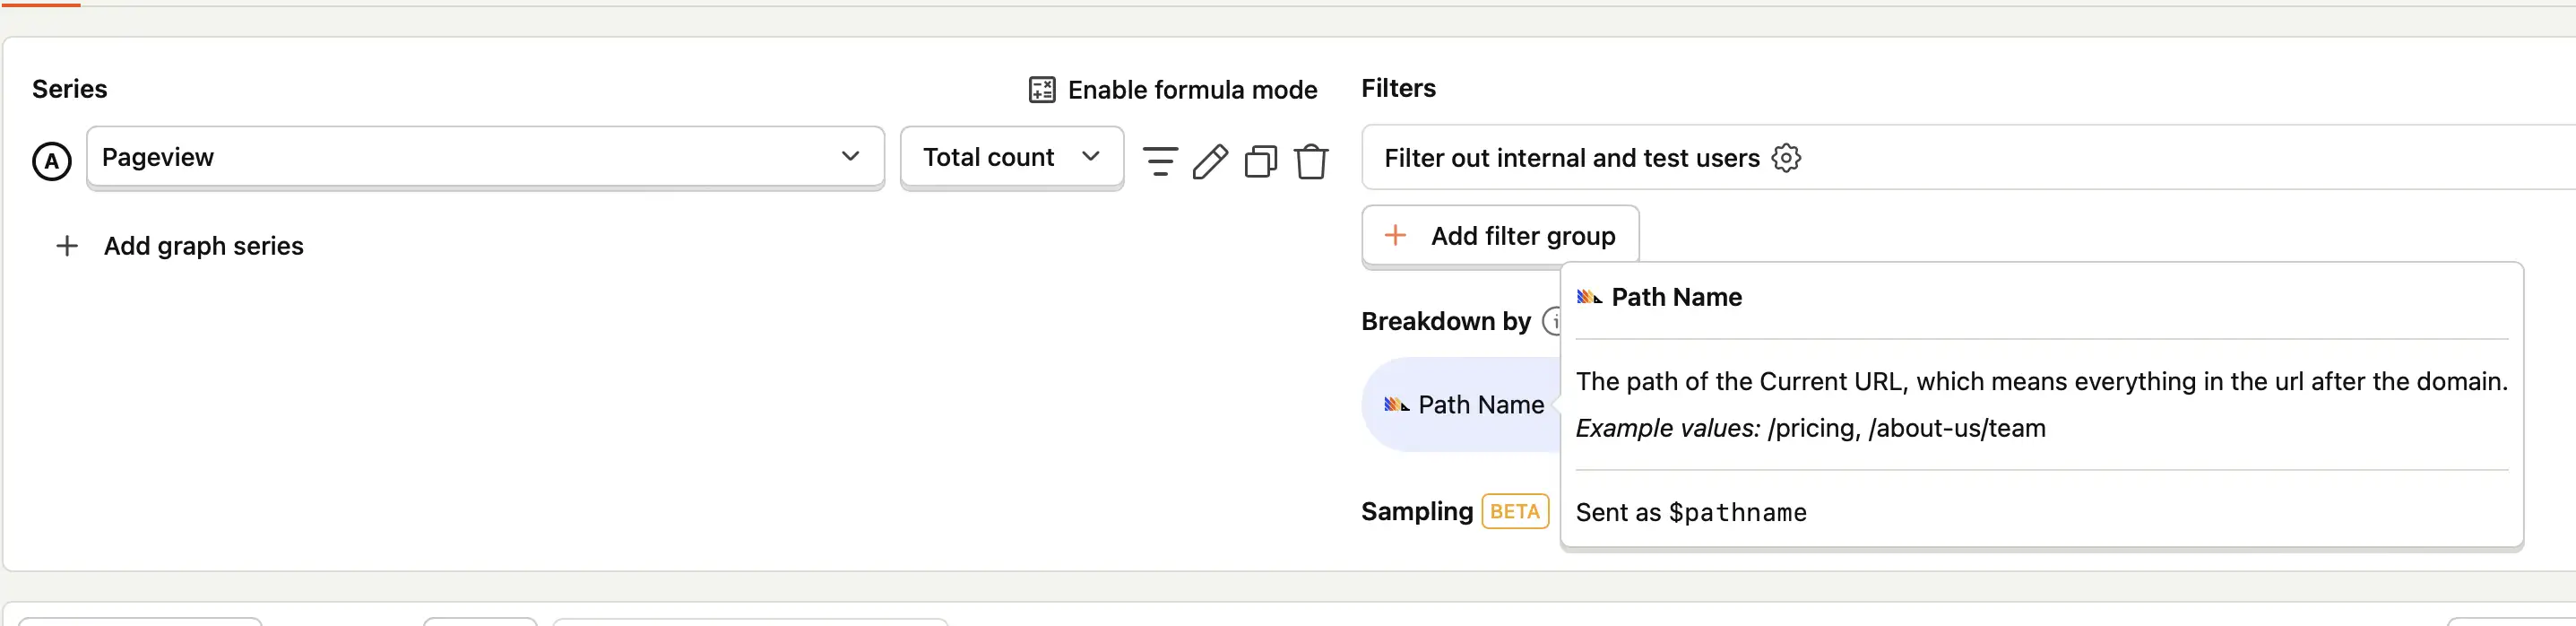 Series
Enable formula mode
A
Pageview
Total count
Add graph series
Filters
Filter out internal and test users
Add filter group
Breakdown by
Path Name
Sampling BETA
Path Name
The path of the Current URL, which means everything in the url after the domain.
Example values: /pricing, /about-us/team
Sent as $pathname